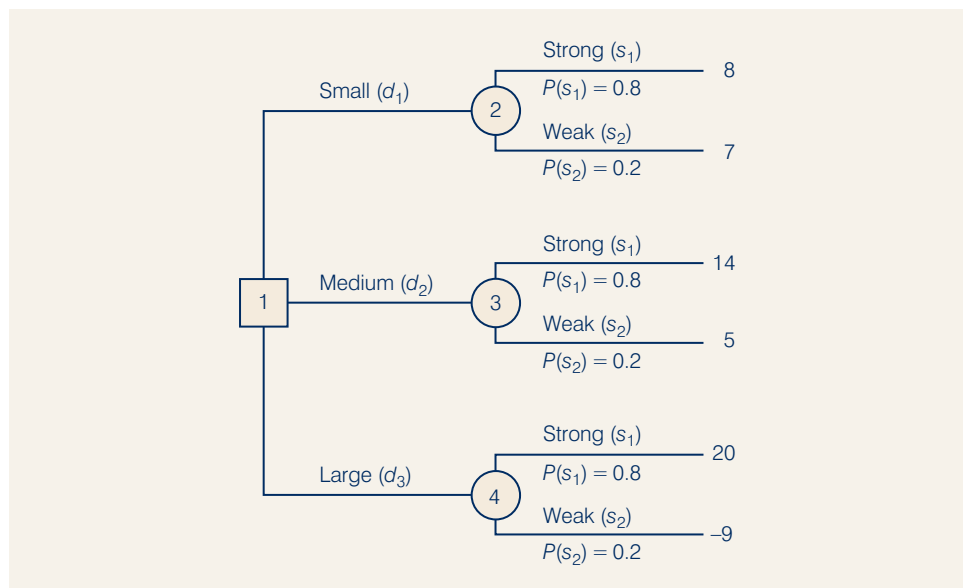 Strong (s₁)
8
Small (d₁)
P(s₁) = 0.8
2
Weak (s₂)
7
P(s₂) = 0.2
Strong (s₁)
14
Medium (d₂)
P(s₁) = 0.8
1
3
Weak (s₂)
5
P(s₂) = 0.2
Strong (s₁)
20
Large (d₃)
P(s₁) = 0.8
4
Weak (s₂)
–9
P(s₂) = 0.2